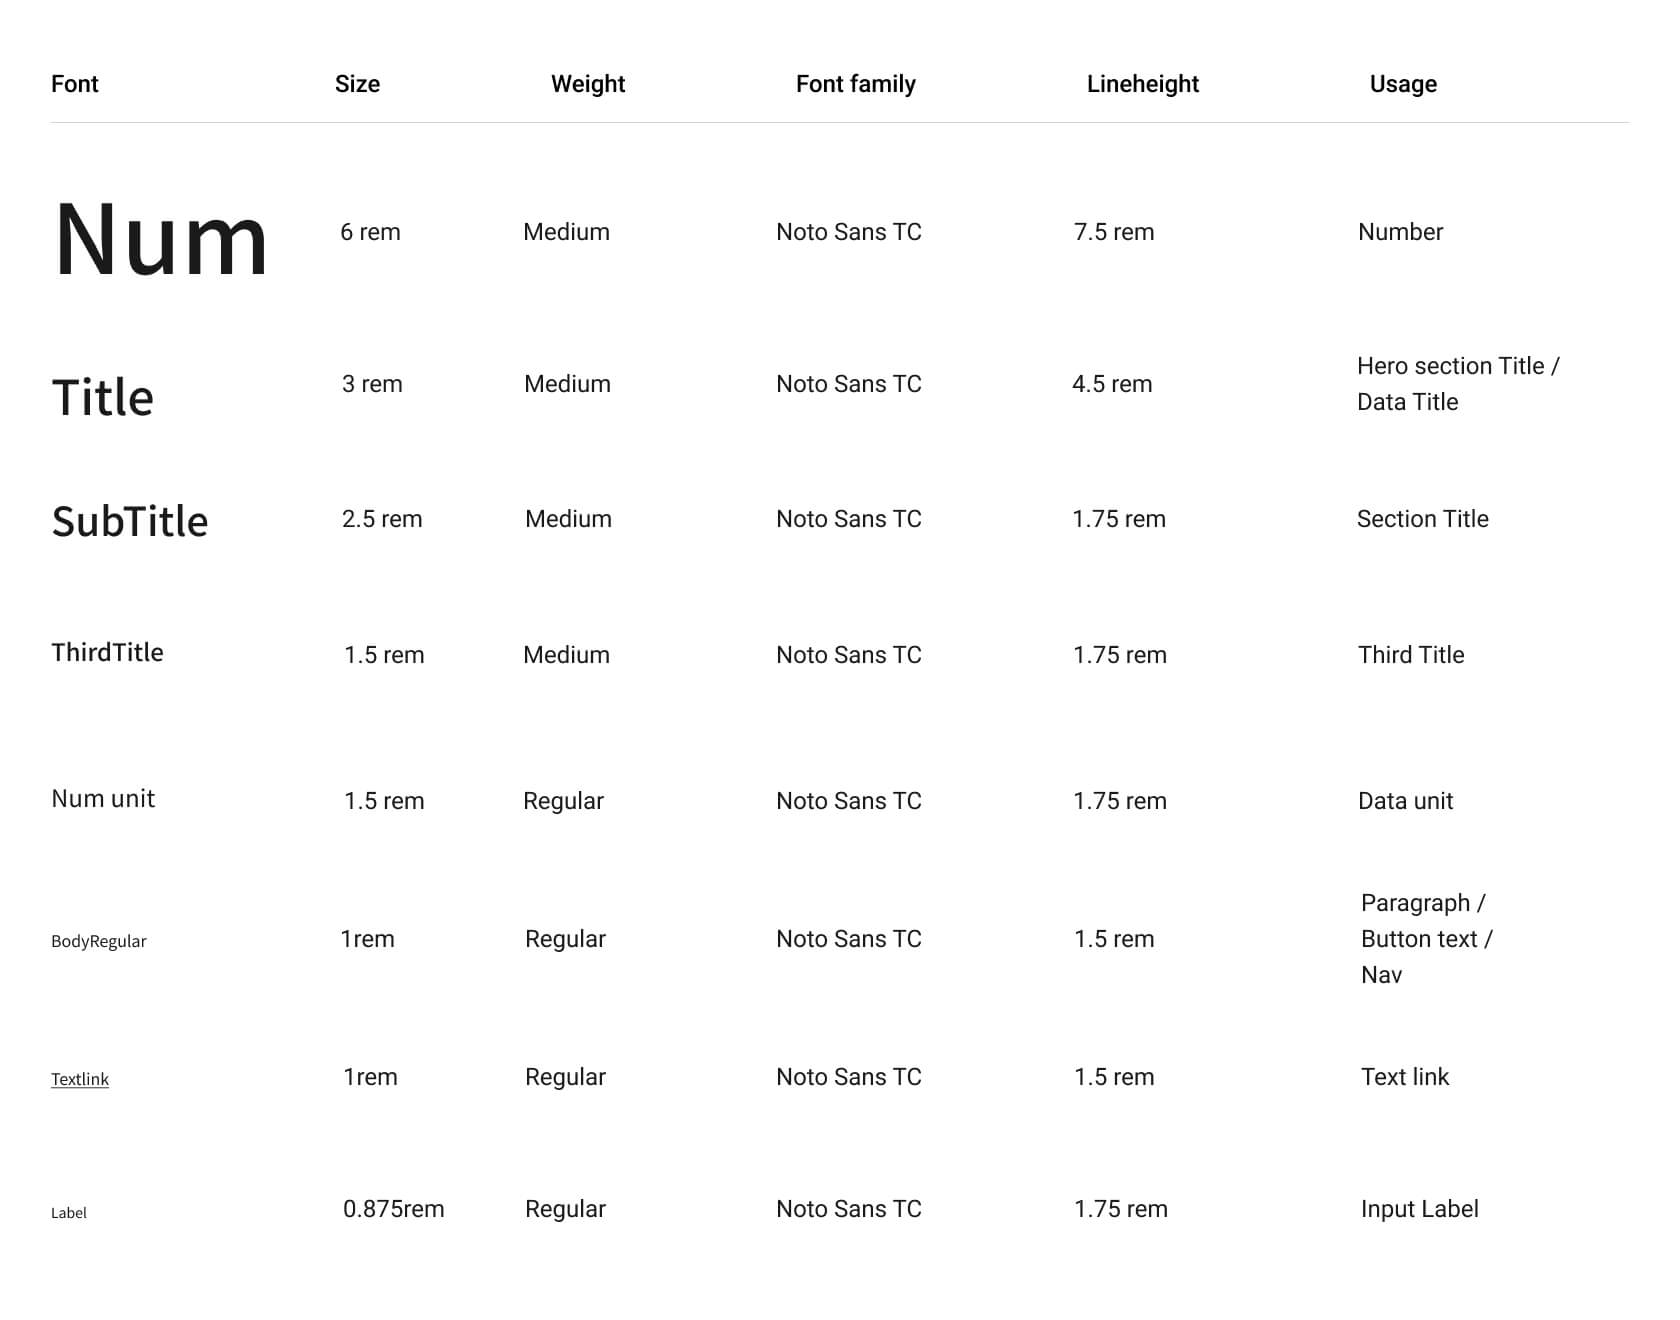 Font Size Weight Font family Lineheight Usage
Num 6 rem Medium Noto Sans TC 7.5 rem Number
Title 3 rem Medium Noto Sans TC 4.5 rem Hero section Title /
Data Title
SubTitle 2.5 rem Medium Noto Sans TC 1.75 rem Section Title
ThirdTitle 1.5 rem Medium Noto Sans TC 1.75 rem Third Title
Num unit 1.5 rem Regular Noto Sans TC 1.75 rem Data unit
BodyRegular 1rem Regular Noto Sans TC 1.5 rem Paragraph /
Button text /
Nav
Textlink 1rem Regular Noto Sans TC 1.5 rem Text link
Label 0.875rem Regular Noto Sans TC 1.75 rem Input Label